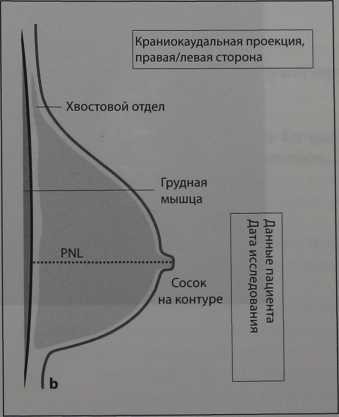 Краниокаудальная проекция,
правая/левая сторона
Хвостовой отдел
Грудная
мышца
PNL
Сосок
на контуре
Данные пациента
Дата исследования
b